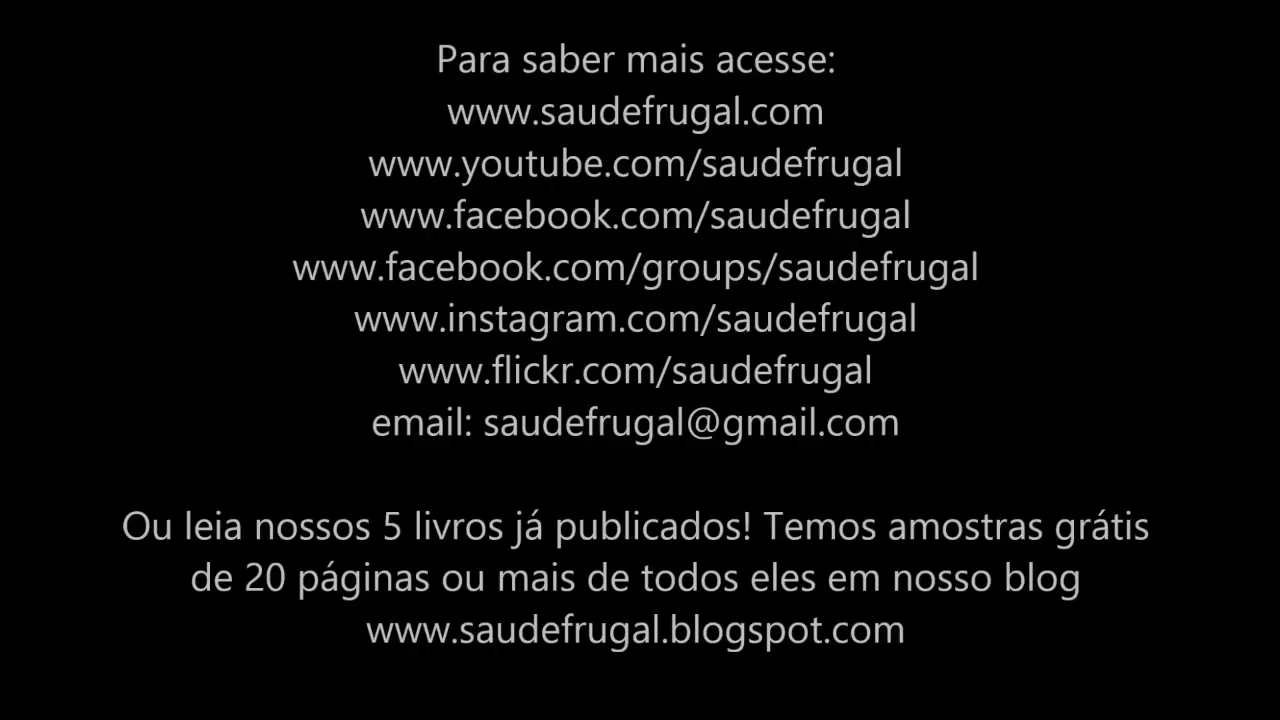 Para saber mais acesse:
www.saudefrugal.com
www.youtube.com/saudefrugal
www.facebook.com/saudefrugal
www.facebook.com/groups/saudefrugal
www.instagram.com/saudefrugal
www.flickr.com/saudefrugal
email: saudefrugal@gmail.com
Ou leia nossos 5 livros já publicados! Temos amostras grátis
de 20 páginas ou mais de todos eles em nosso blog
www.saudefrugal.blogspot.com